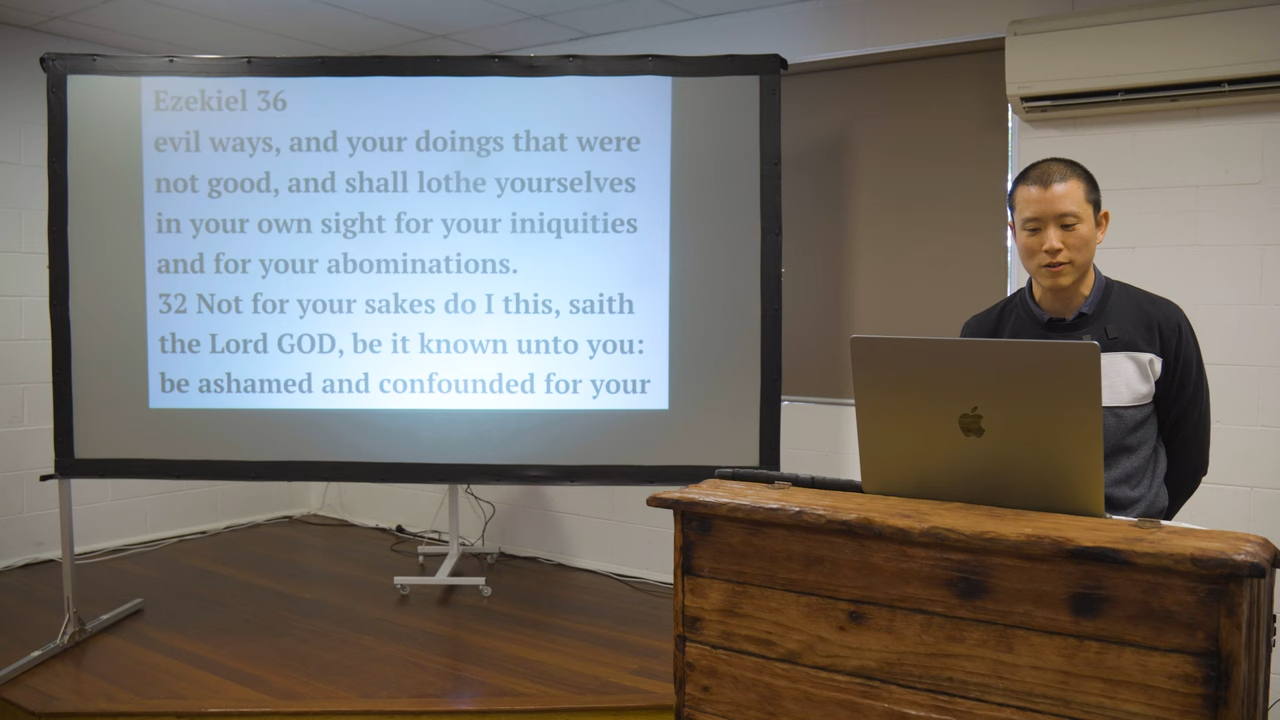 Ezekiel 36
evil ways, and your doings that were
not good, and shall lothe yourselves
in your own sight for your iniquities
and for your abominations.
32 Not for your sakes do I this, saith
the Lord GOD, be it known unto you:
be ashamed and confounded for your